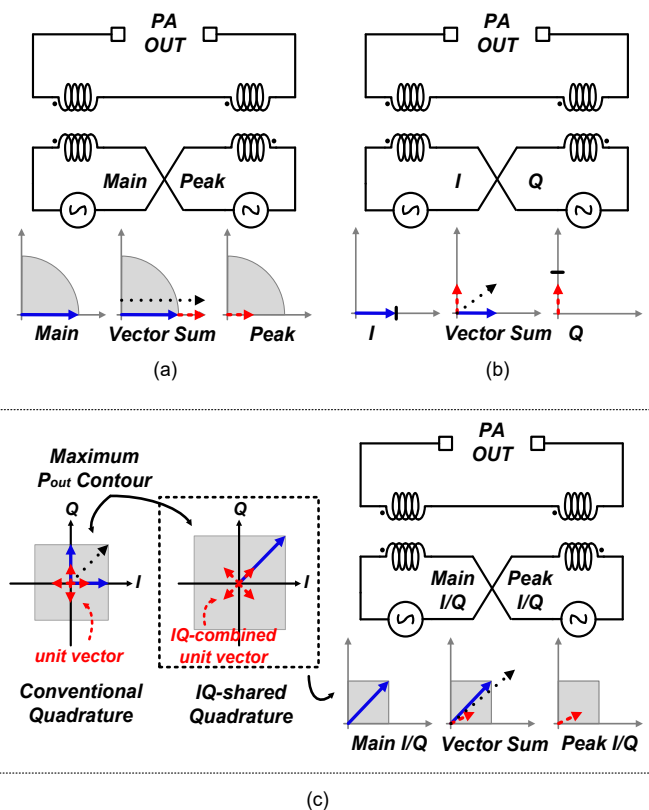 PA
OUT
Main
Peak
Main
Vector Sum
Peak
(a)
PA
OUT
I
Q
I
Vector Sum
Q
(b)
Maximum
Pout Contour
Q
I
unit vector
Conventional
Quadrature
Q
I
IQ-combined
unit vector
IQ-shared
Quadrature
PA
OUT
Main
I/Q
Peak
I/Q
Main I/Q
Vector Sum
Peak I/Q
(c)